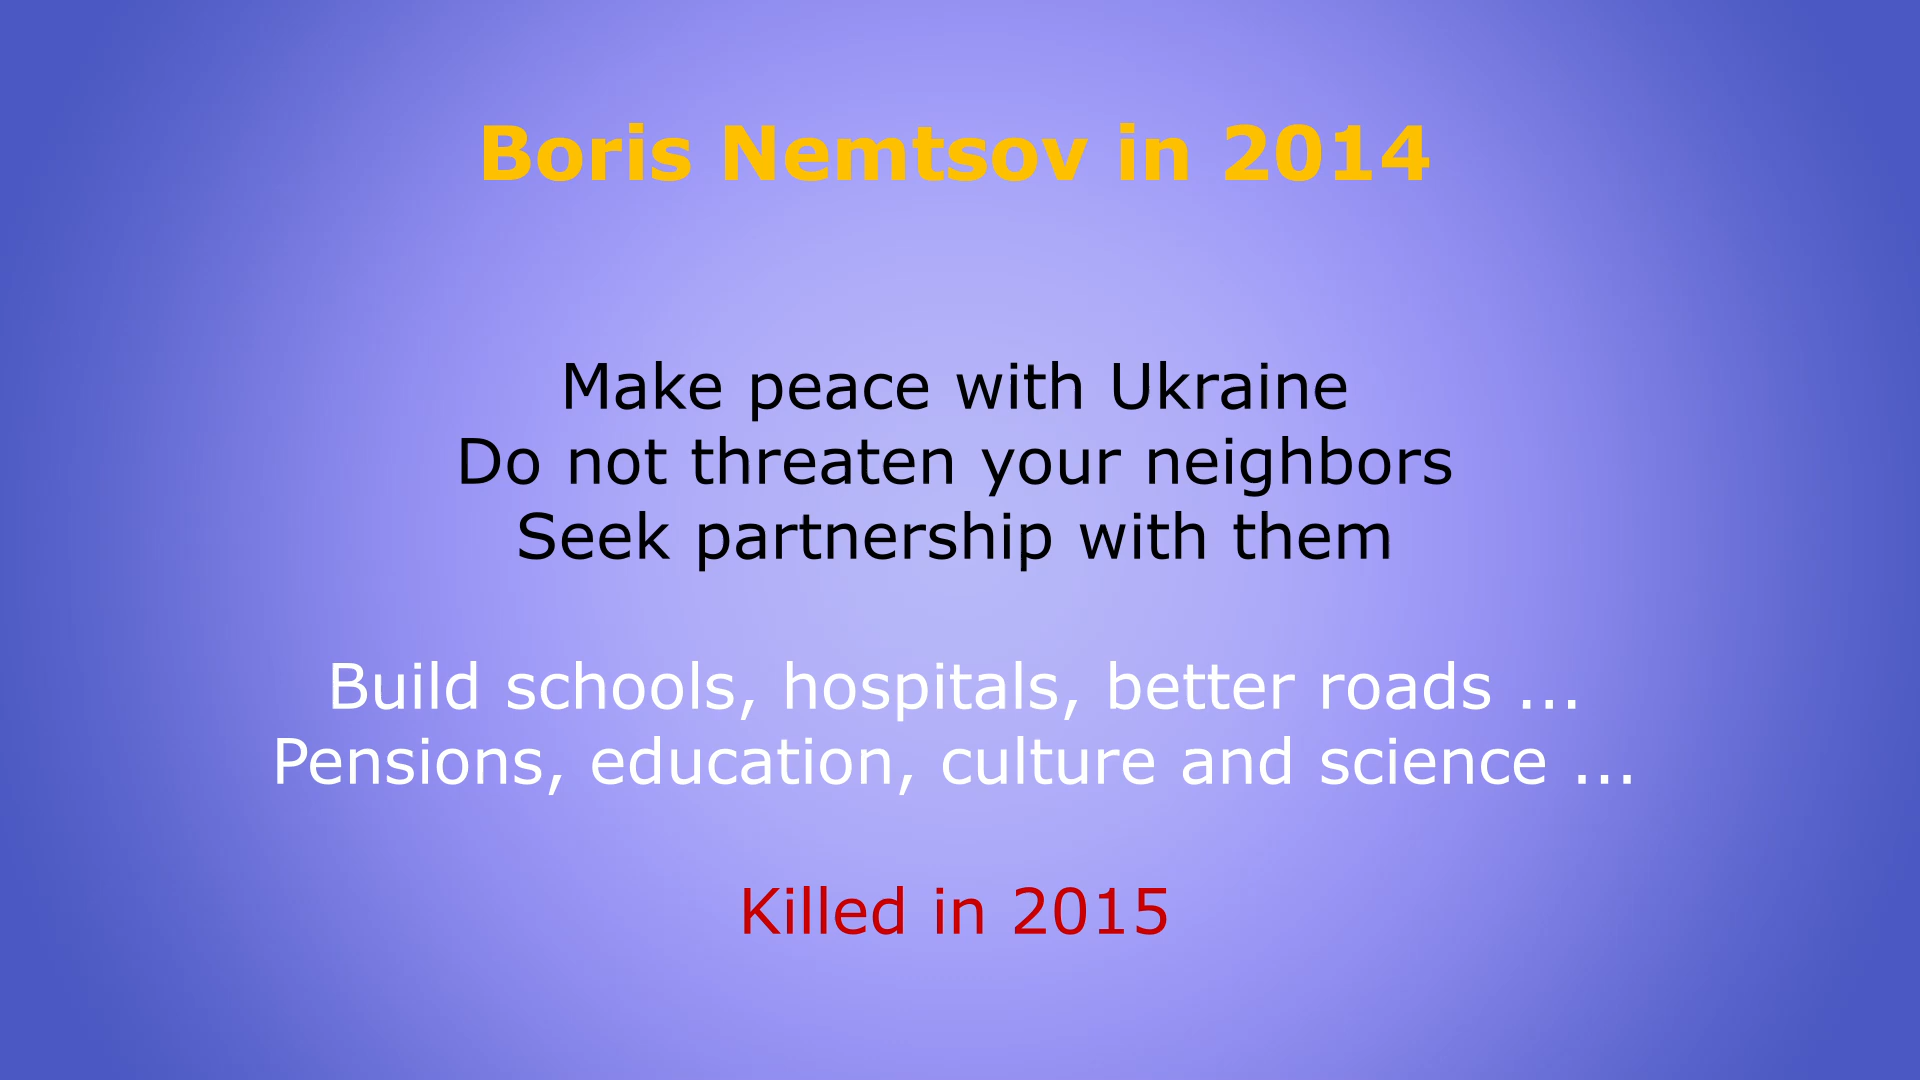 Boris Nemtsov in 2014
Make peace with Ukraine
Do not threaten your neighbors
Seek partnership with them
Build schools, hospitals, better roads ...
Pensions, education, culture and science ...
Killed in 2015